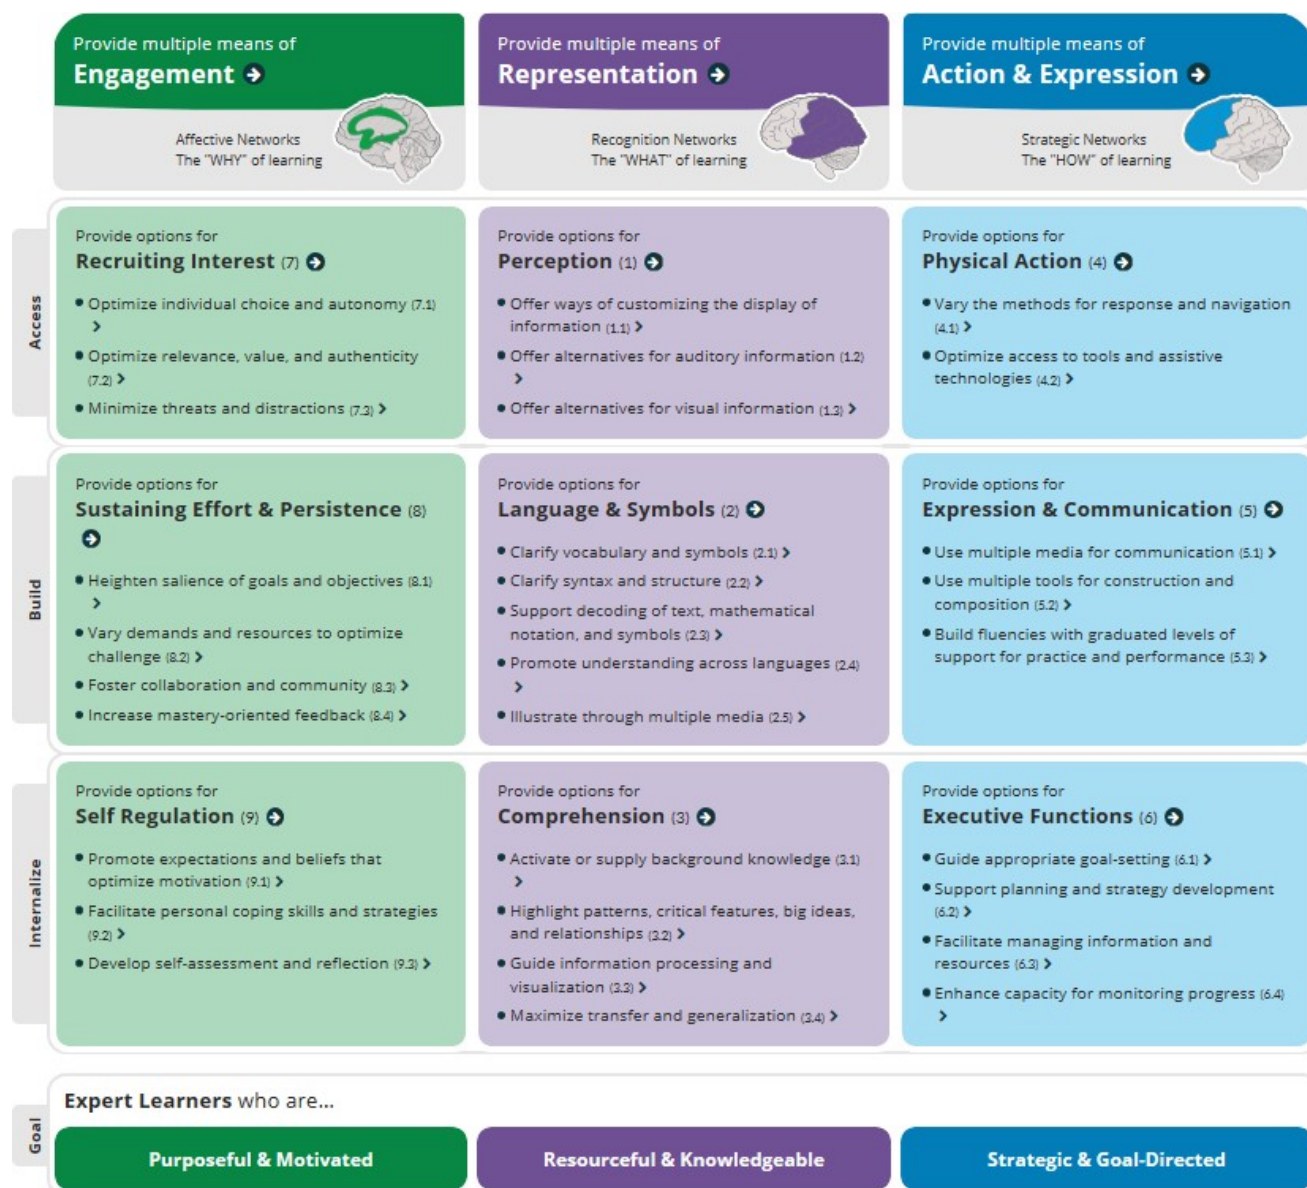 Provide multiple means of
Engagement
Affective Networks
The "WHY" of learning
Provide multiple means of
Representation
Recognition Networks
The "WHAT" of learning
Provide multiple means of
Action & Expression
Strategic Networks
The "HOW" of learning
Access
Provide options for
Recruiting Interest (7)
• Optimize individual choice and autonomy (7.1)
>
• Optimize relevance, value, and authenticity
(7.2) >
• Minimize threats and distractions (7.3) >
Provide options for
Perception (1)
• Offer ways of customizing the display of
information (1.1) >
• Offer alternatives for auditory information (1.2)
>
• Offer alternatives for visual information (1.3) >
Provide options for
Physical Action (4)
• Vary the methods for response and navigation
(4.1) >
• Optimize access to tools and assistive
technologies (4.2) >
Build
Provide options for
Sustaining Effort & Persistence (8)
• Heighten salience of goals and objectives (8.1)
>
• Vary demands and resources to optimize
challenge (8.2) >
• Foster collaboration and community (8.3) >
• Increase mastery-oriented feedback (8.4) >
Provide options for
Language & Symbols (2)
• Clarify vocabulary and symbols (2.1) >
• Clarify syntax and structure (2.2) >
• Support decoding of text, mathematical
notation, and symbols (2.3) >
• Promote understanding across languages (2.4)
>
• Illustrate through multiple media (2.5) >
Provide options for
Expression & Communication (5)
• Use multiple media for communication (5.1) >
• Use multiple tools for construction and
composition (5.2) >
• Build fluencies with graduated levels of
support for practice and performance (5.3) >
Internalize
Provide options for
Self Regulation (9)
• Promote expectations and beliefs that
optimize motivation (9.1) >
• Facilitate personal coping skills and strategies
(9.2) >
• Develop self-assessment and reflection (9.3) >
Provide options for
Comprehension (3)
• Activate or supply background knowledge (3.1)
>
• Highlight patterns, critical features, big ideas,
and relationships (3.2) >
• Guide information processing and
visualization (3.3) >
• Maximize transfer and generalization (3.4) >
Provide options for
Executive Functions (6)
• Guide appropriate goal-setting (6.1) >
• Support planning and strategy development
(6.2) >
• Facilitate managing information and
resources (6.3) >
• Enhance capacity for monitoring progress (6.4)
>
Goal
Expert Learners who are...
Purposeful & Motivated
Resourceful & Knowledgeable
Strategic & Goal-Directed